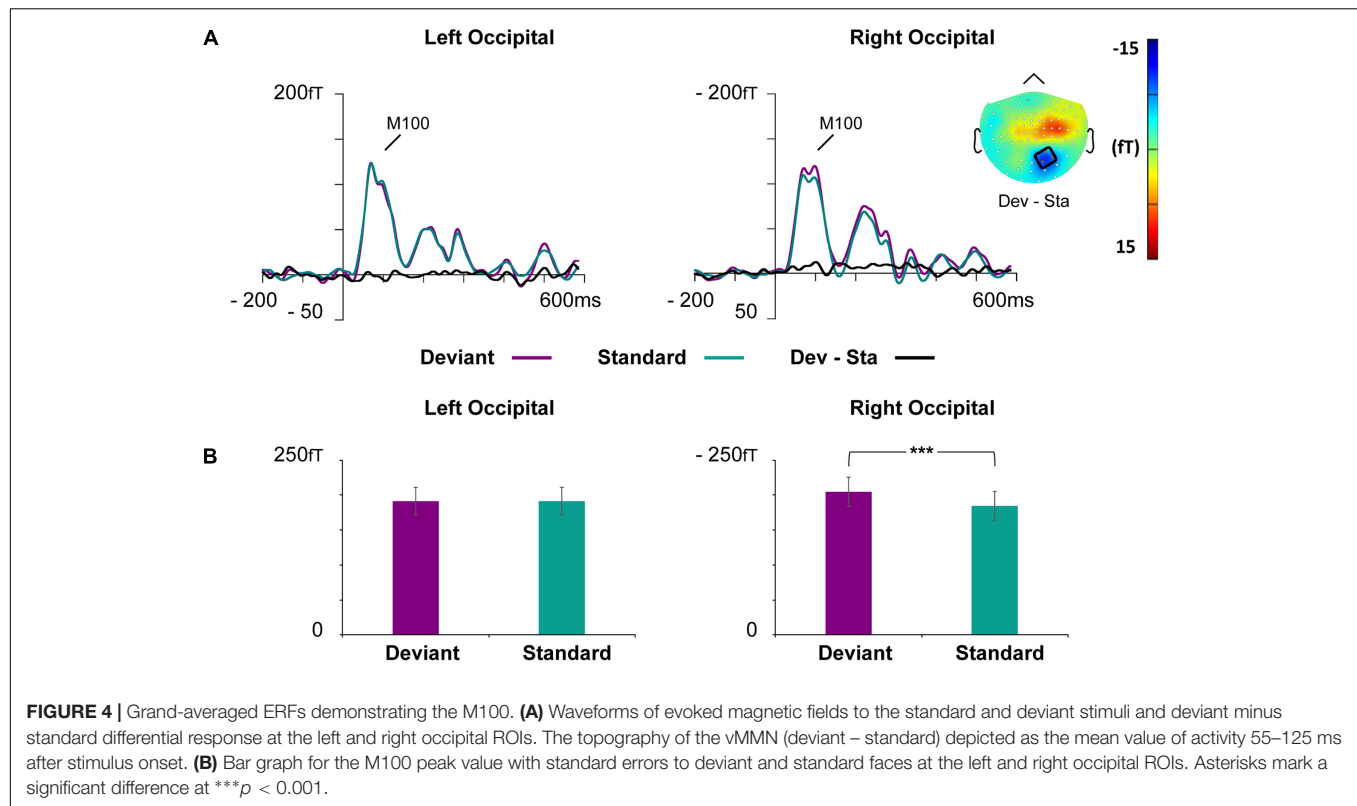 A
Left Occipital
Right Occipital
200fT
M100
- 200
- 50
600ms
- 200fT
M100
- 200
50
600ms
Dev - Sta
-15
(fT)
15
Deviant
Standard
Dev - Sta
B
Left Occipital
Right Occipital
250fT
0
Deviant
Standard
- 250fT
***
0
Deviant
Standard
FIGURE 4 | Grand-averaged ERFs demonstrating the M100. (A) Waveforms of evoked magnetic fields to the standard and deviant stimuli and deviant minus
standard differential response at the left and right occipital ROIs. The topography of the vMMN (deviant – standard) depicted as the mean value of activity 55–125 ms
after stimulus onset. (B) Bar graph for the M100 peak value with standard errors to deviant and standard faces at the left and right occipital ROIs. Asterisks mark a
significant difference at ***p < 0.001.